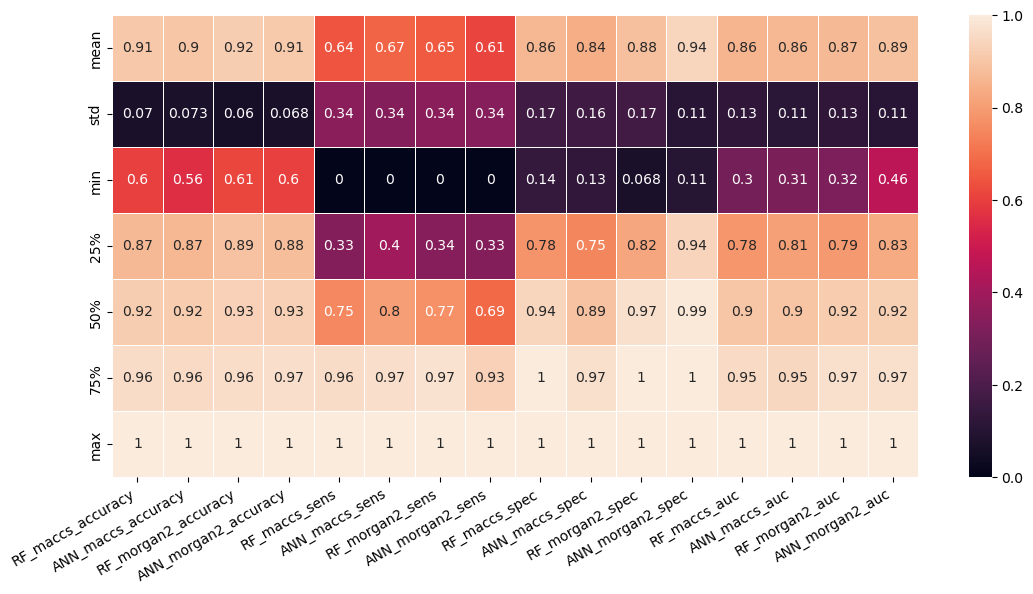 mean 0.91 0.9 0.92 0.91 0.64 0.67 0.65 0.61 0.86 0.84 0.88 0.94 0.86 0.86 0.87 0.89
std 0.07 0.073 0.06 0.068 0.34 0.34 0.34 0.34 0.17 0.16 0.17 0.11 0.13 0.11 0.13 0.11
min 0.6 0.56 0.61 0.6 0 0 0 0 0.14 0.13 0.068 0.11 0.3 0.31 0.32 0.46
25% 0.87 0.87 0.89 0.88 0.33 0.4 0.34 0.33 0.78 0.75 0.82 0.94 0.78 0.81 0.79 0.83
50% 0.92 0.92 0.93 0.93 0.75 0.8 0.77 0.69 0.94 0.89 0.97 0.99 0.9 0.9 0.92 0.92
75% 0.96 0.96 0.96 0.97 0.96 0.97 0.97 0.93 1 0.97 1 1 0.95 0.95 0.97 0.97
max 1 1 1 1 1 1 1 1 1 1 1 1 1 1 1 1
RF_maccs_accuracy
ANN_maccs_accuracy
RF_morgan2_accuracy
ANN_morgan2_accuracy
RF_maccs_sens
ANN_maccs_sens
RF_morgan2_sens
ANN_morgan2_sens
RF_maccs_spec
ANN_maccs_spec
RF_morgan2_spec
ANN_morgan2_spec
RF_maccs_auc
ANN_maccs_auc
RF_morgan2_auc
ANN_morgan2_auc
1.0
0.8
0.6
0.4
0.2
0.0